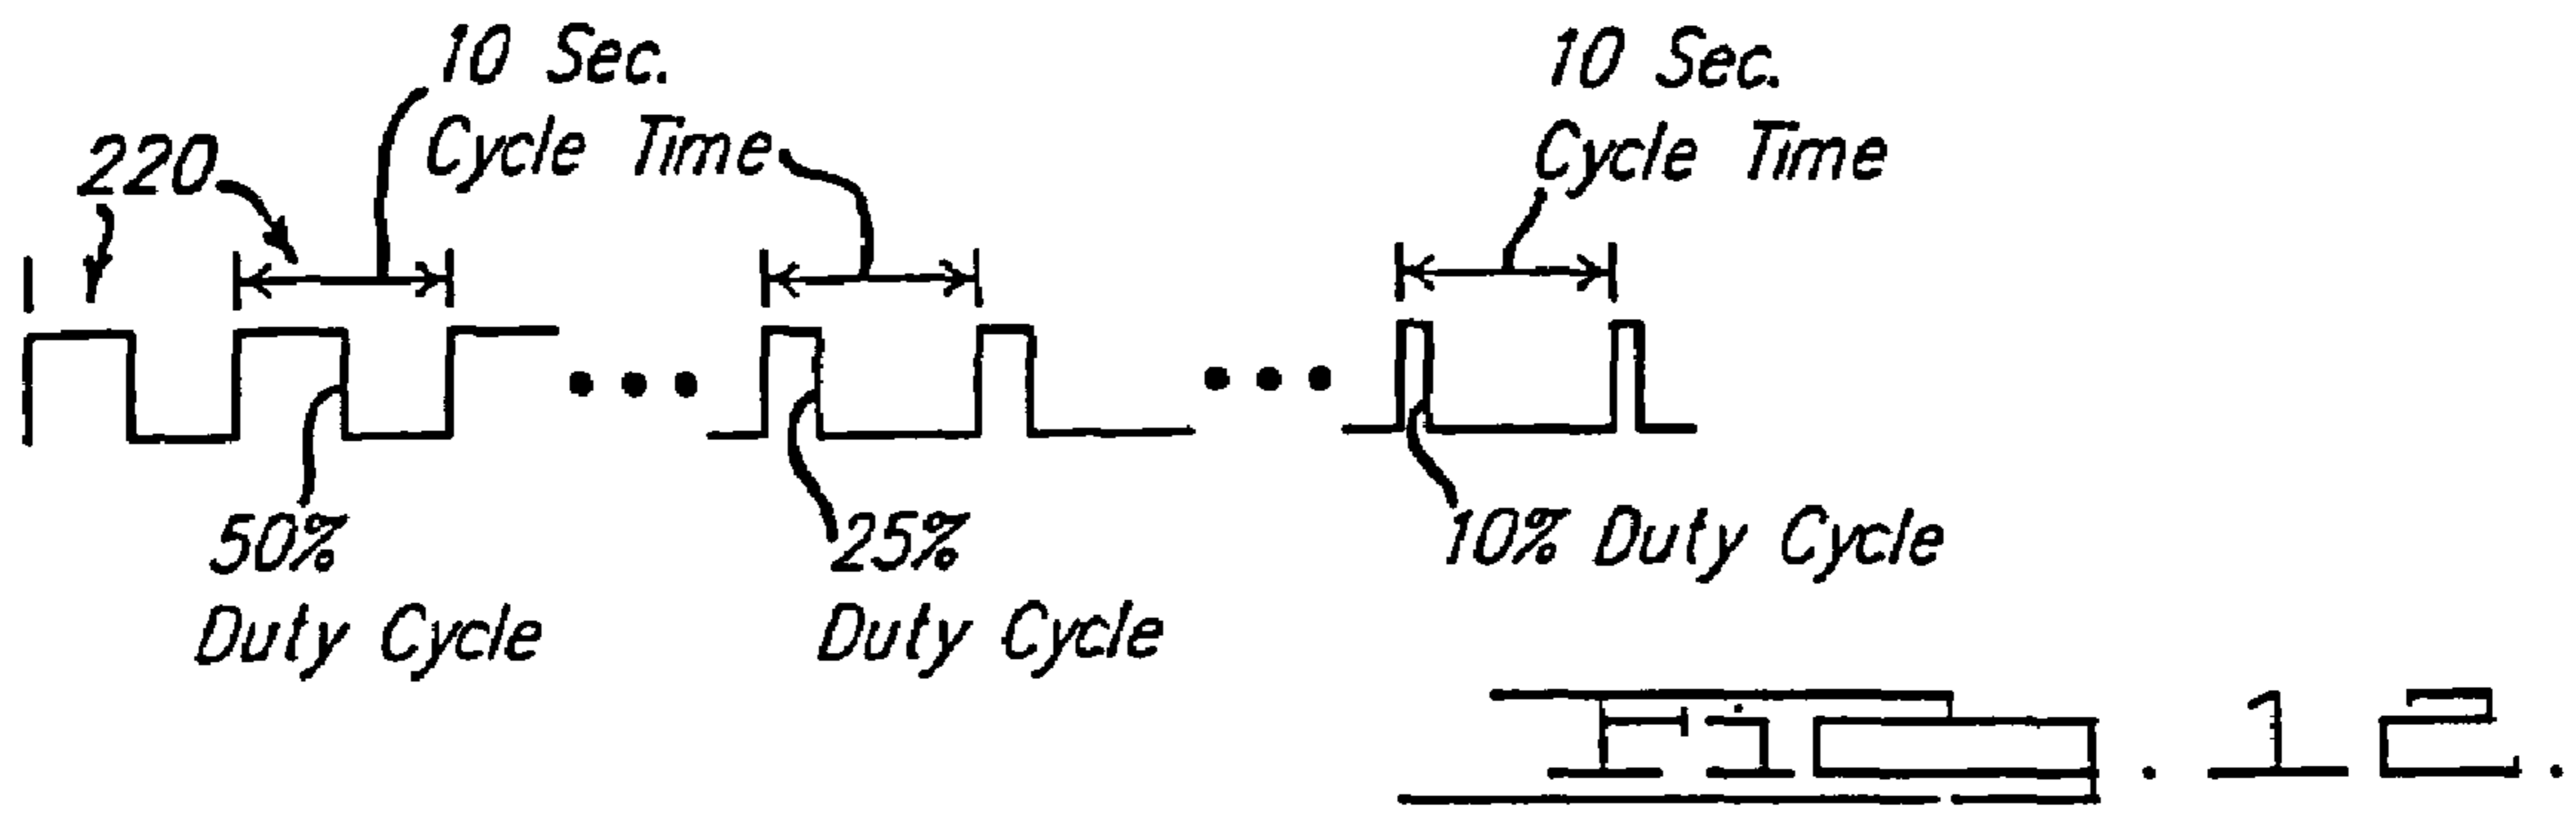 10 Sec.
Cycle Time
10 Sec.
Cycle Time
220
50%
Duty Cycle
25%
Duty Cycle
10% Duty Cycle
Fig. 12.